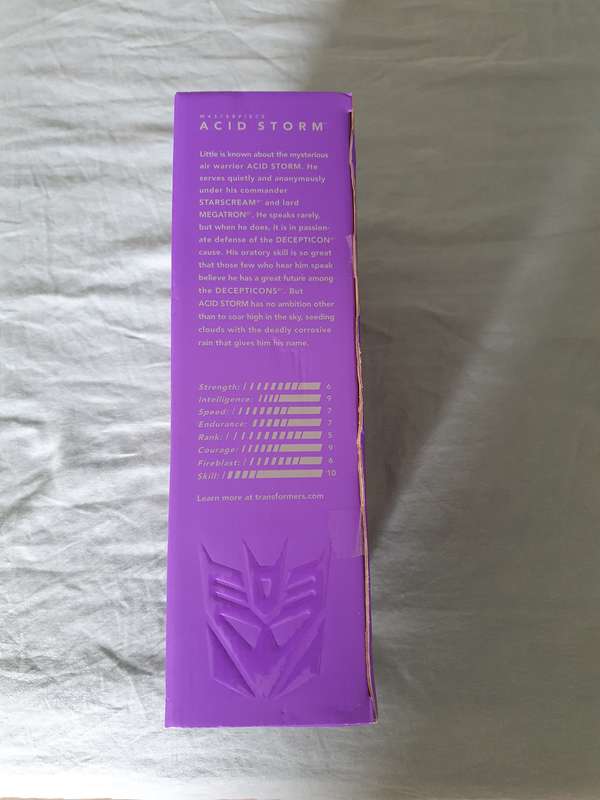 MASTERPIECE
ACID STORM™
Little is known about the mysterious
air warrior ACID STORM. He
serves quietly and anonymously
under his commander
STARSCREAM® and lord
MEGATRON®. He speaks rarely,
but when he does, it is in passion-
ate defense of the DECEPTICON®
cause. His oratory skill is so great
that those few who hear him speak
believe he has a great future among
the DECEPTICONS®. But
ACID STORM has no ambition other
than to soar high in the sky, seeding
clouds with the deadly corrosive
rain that gives him his name.
Strength: 6
Intelligence: 9
Speed: 7
Endurance: 7
Rank: 5
Courage: 9
Fireblast: 6
Skill: 10
Learn more at transformers.com